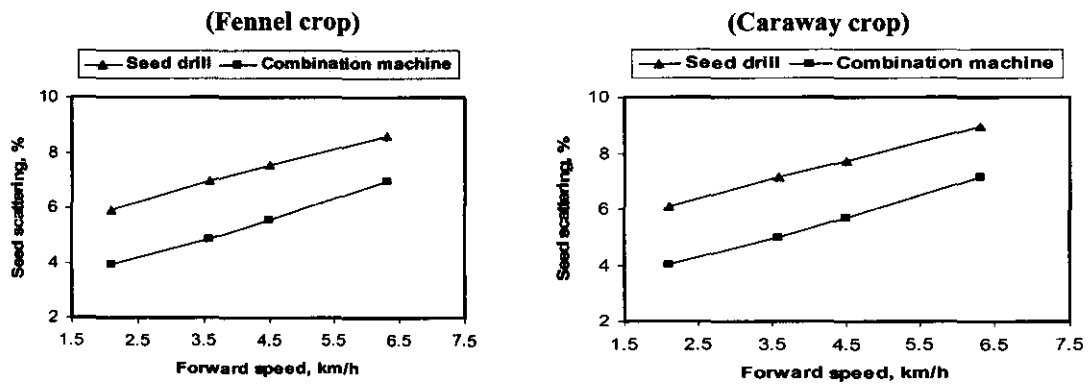 (Fennel crop)
Seed drill Combination machine
Seed scattering, %
10
8
6
4
2
1.5 2.5 3.5 4.5 5.5 6.5 7.5
Forward speed, km/h
(Caraway crop)
Seed drill Combination machine
Seed scattering, %
10
8
6
4
2
1.5 2.5 3.5 4.5 5.5 6.5 7.5
Forward speed, km/h